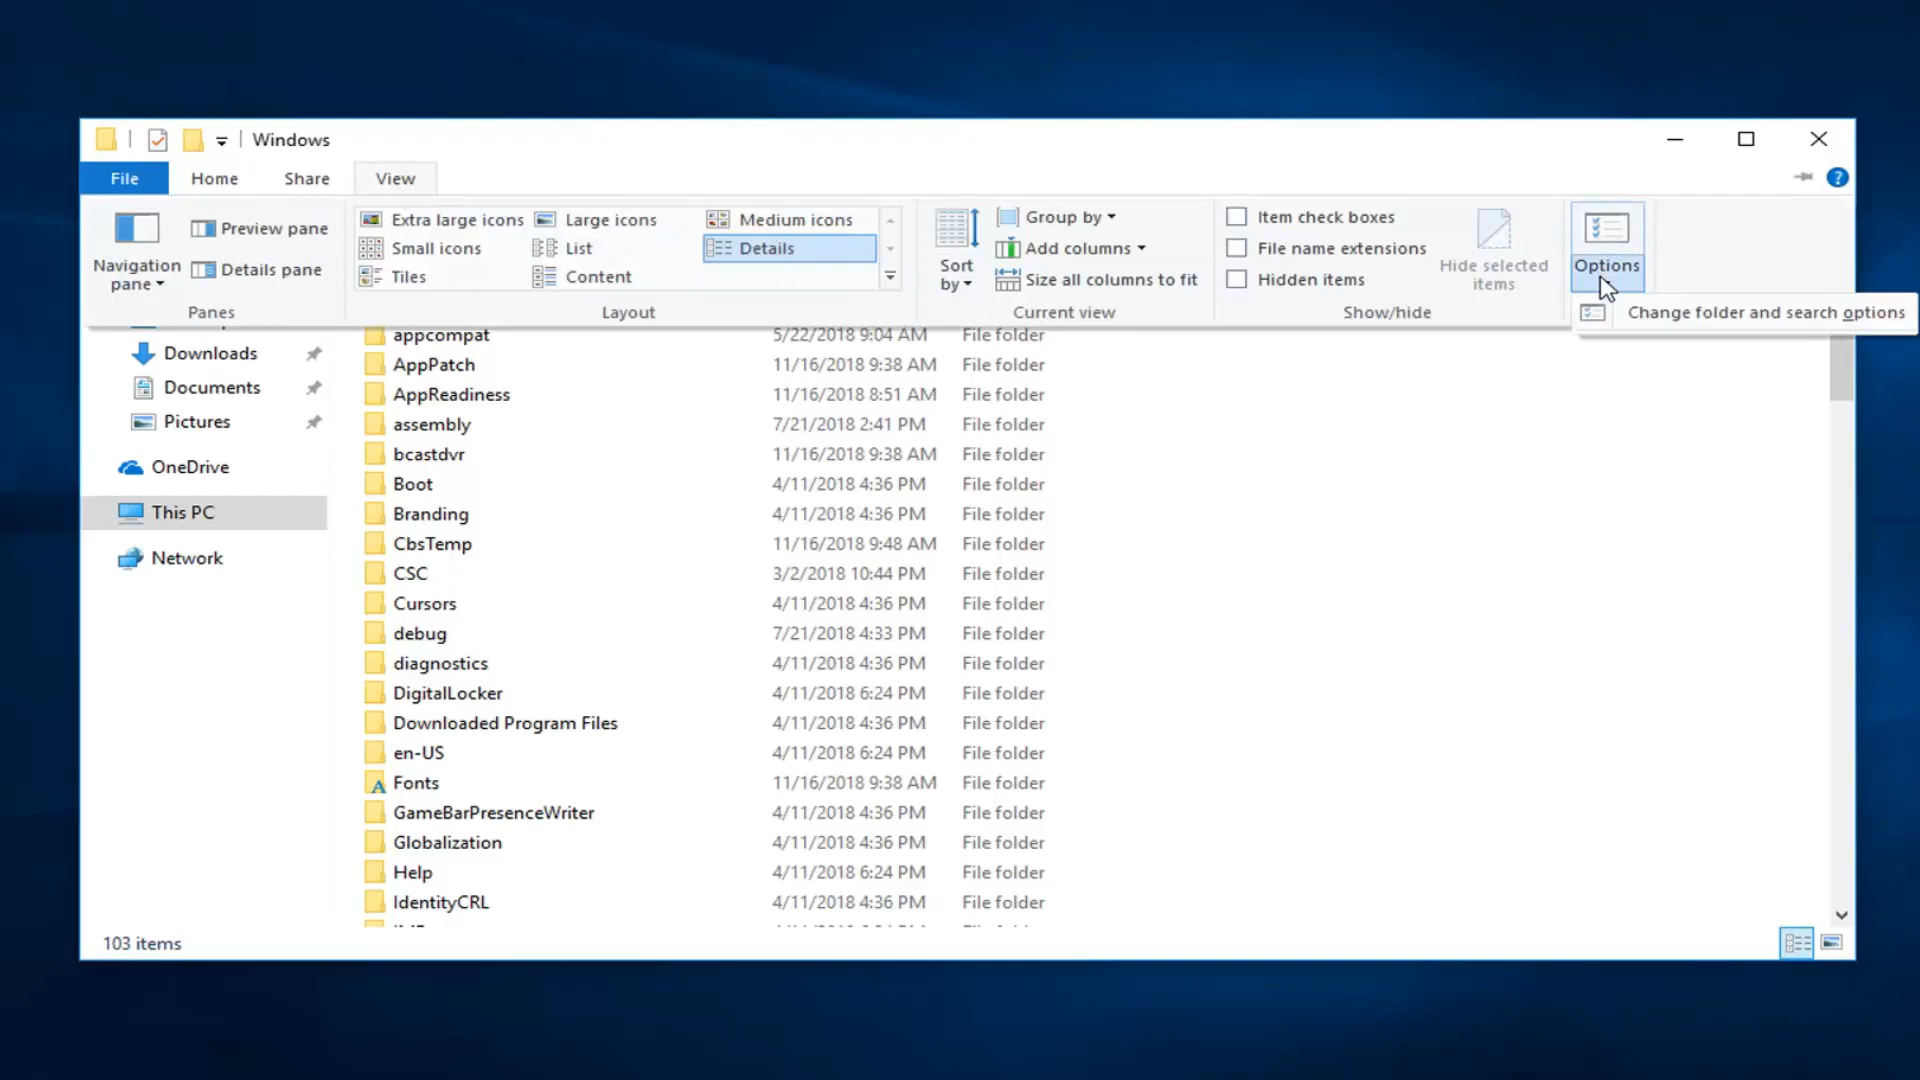 Windows
File Home Share View
?
Navigation pane
Preview pane
Details pane
Panes
Extra large icons Large icons Medium icons
Small icons List Details
Tiles Content
Layout
Sort by
Group by
Add columns
Size all columns to fit
Current view
Item check boxes
File name extensions
Hidden items
Hide selected items
Show/hide
Options
Change folder and search options
Downloads
Documents
Pictures
OneDrive
This PC
Network
appcompat 5/22/2018 9:04 AM File folder
AppPatch 11/16/2018 9:38 AM File folder
AppReadiness 11/16/2018 8:51 AM File folder
assembly 7/21/2018 2:41 PM File folder
bcastdvr 11/16/2018 9:38 AM File folder
Boot 4/11/2018 4:36 PM File folder
Branding 4/11/2018 4:36 PM File folder
CbsTemp 11/16/2018 9:48 AM File folder
CSC 3/2/2018 10:44 PM File folder
Cursors 4/11/2018 4:36 PM File folder
debug 7/21/2018 4:33 PM File folder
diagnostics 4/11/2018 4:36 PM File folder
DigitalLocker 4/11/2018 6:24 PM File folder
Downloaded Program Files 4/11/2018 4:36 PM File folder
en-US 4/11/2018 6:24 PM File folder
Fonts 11/16/2018 9:38 AM File folder
GameBarPresenceWriter 4/11/2018 4:36 PM File folder
Globalization 4/11/2018 4:36 PM File folder
Help 4/11/2018 6:24 PM File folder
IdentityCRL 4/11/2018 4:36 PM File folder
103 items